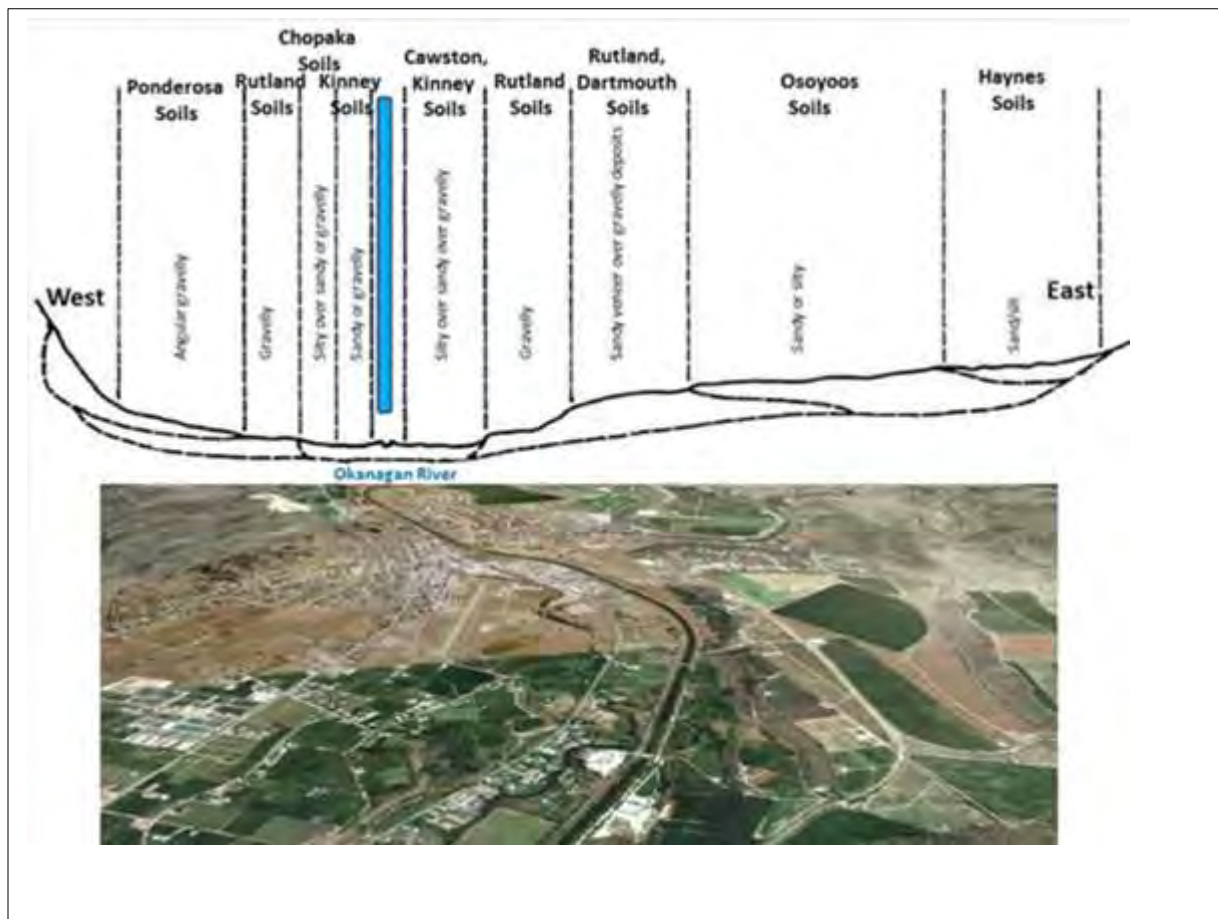 Chopaka
Soils
Ponderosa
Soils
Rutland
Soils
Kinney
Soils
Cawston,
Kinney
Soils
Rutland
Soils
Rutland,
Dartmouth
Soils
Osoyoos
Soils
Haynes
Soils
West
Angular gravelly
Gravelly
Silty over sandy or gravelly
Sandy or gravelly
Silty over sandy over gravelly
Gravelly
Sandy veneer over gravelly deposits
Sandy or silty
Sand/silt
East
Okanagan River